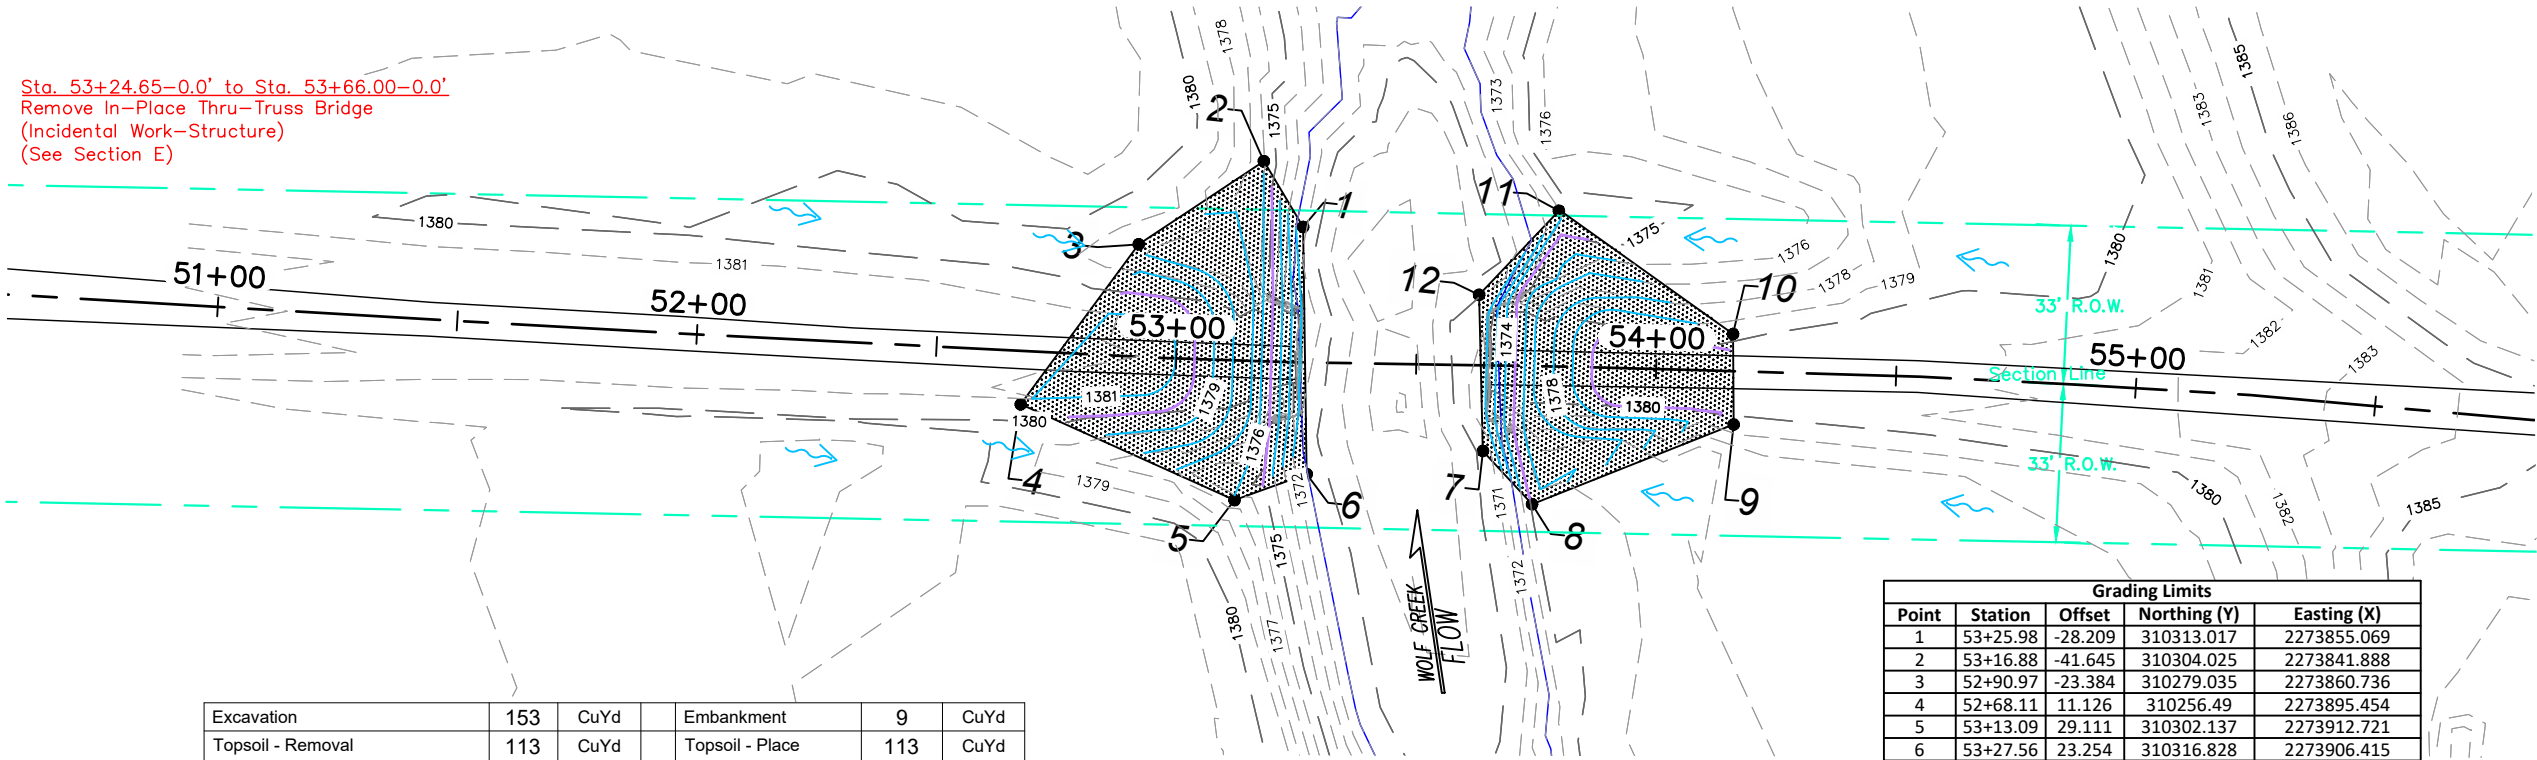 Sta. 53+24.65-0.0' to Sta. 53+66.00-0.0'
Remove In-Place Thru-Truss Bridge
(Incidental Work-Structure)
(See Section E)
1378
1380
1375
2
1
3
4
5
6
1373
1376
11
12
10
7
8
9
1385
1383
1386
1380
1381
51+00
52+00
53+00
54+00
55+00
1381
1380
1379
1376
1379
1372
1375
1377
1380
1374
1378
1380
1371
1372
1375
1376
1378
1379
1380
1381
1382
1383
33' R.O.W.
Section Line
33' R.O.W.
1380
1382
1385
WOLF CREEK
FLOW
Excavation 153 CuYd Embankment 9 CuYd
Topsoil - Removal 113 CuYd Topsoil - Place 113 CuYd
Grading Limits
Point Station Offset Northing (Y) Easting (X)
1 53+25.98 -28.209 310313.017 2273855.069
2 53+16.88 -41.645 310304.025 2273841.888
3 52+90.97 -23.384 310279.035 2273860.736
4 52+68.11 11.126 310256.49 2273895.454
5 53+13.09 29.111 310302.137 2273912.721
6 53+27.56 23.254 310316.828 2273906.415